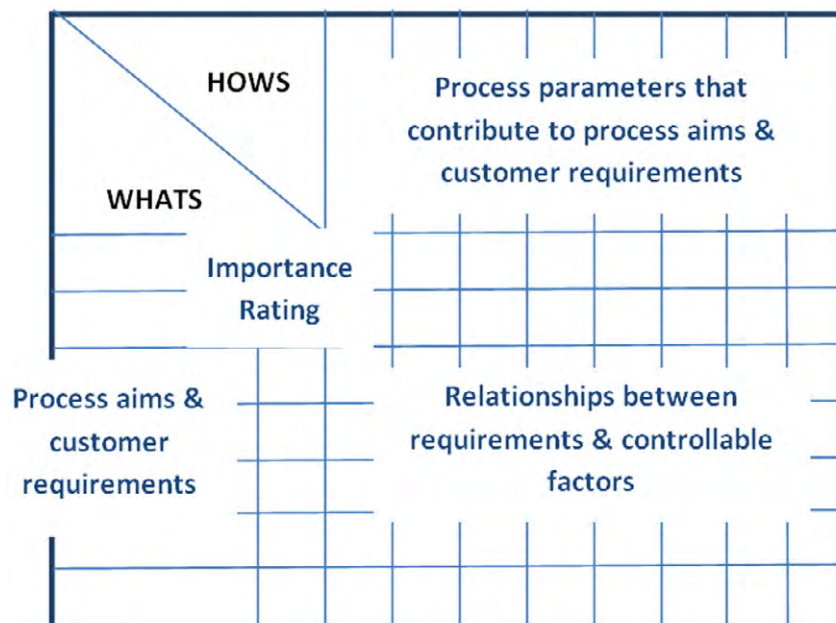 HOWS
Process parameters that
contribute to process aims &
customer requirements
WHATS
Importance
Rating
Process aims &
customer
requirements
Relationships between
requirements & controllable
factors